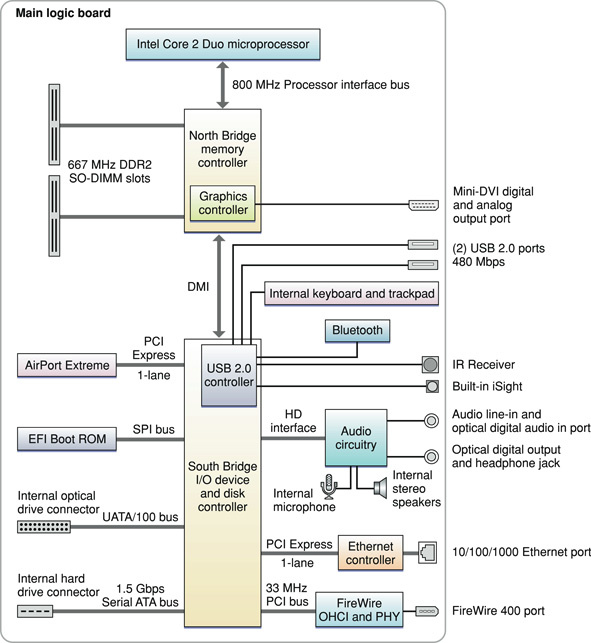 Main logic board
Intel Core 2 Duo microprocessor
800 MHz Processor interface bus
North Bridge
memory
controller
667 MHz DDR2
SO-DIMM slots
Graphics
controller
Mini-DVI digital
and analog
output port
(2) USB 2.0 ports
480 Mbps
DMI
Internal keyboard and trackpad
Bluetooth
PCI
Express
1-lane
AirPort Extreme
USB 2.0
controller
IR Receiver
Built-in iSight
HD
interface
Audio
circuitry
Audio line-in and
optical digital audio in port
SPI bus
EFI Boot ROM
Optical digital output
and headphone jack
South Bridge
I/O device
and disk
controller
Internal
microphone
Internal
stereo
speakers
Internal optical
drive connector
UATA/100 bus
PCI Express
1-lane
Ethernet
controller
10/100/1000 Ethernet port
Internal hard
drive connector
1.5 Gbps
Serial ATA bus
33 MHz
PCI bus
FireWire
OHCI and PHY
FireWire 400 port